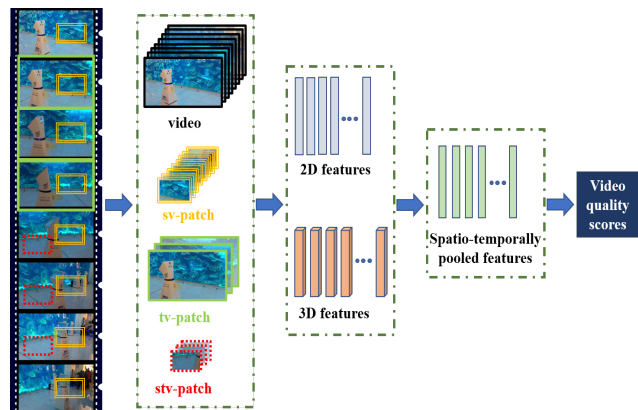 video
sv-patch
tv-patch
stv-patch
2D features
3D features
Spatio-temporally
pooled features
Video
quality
scores